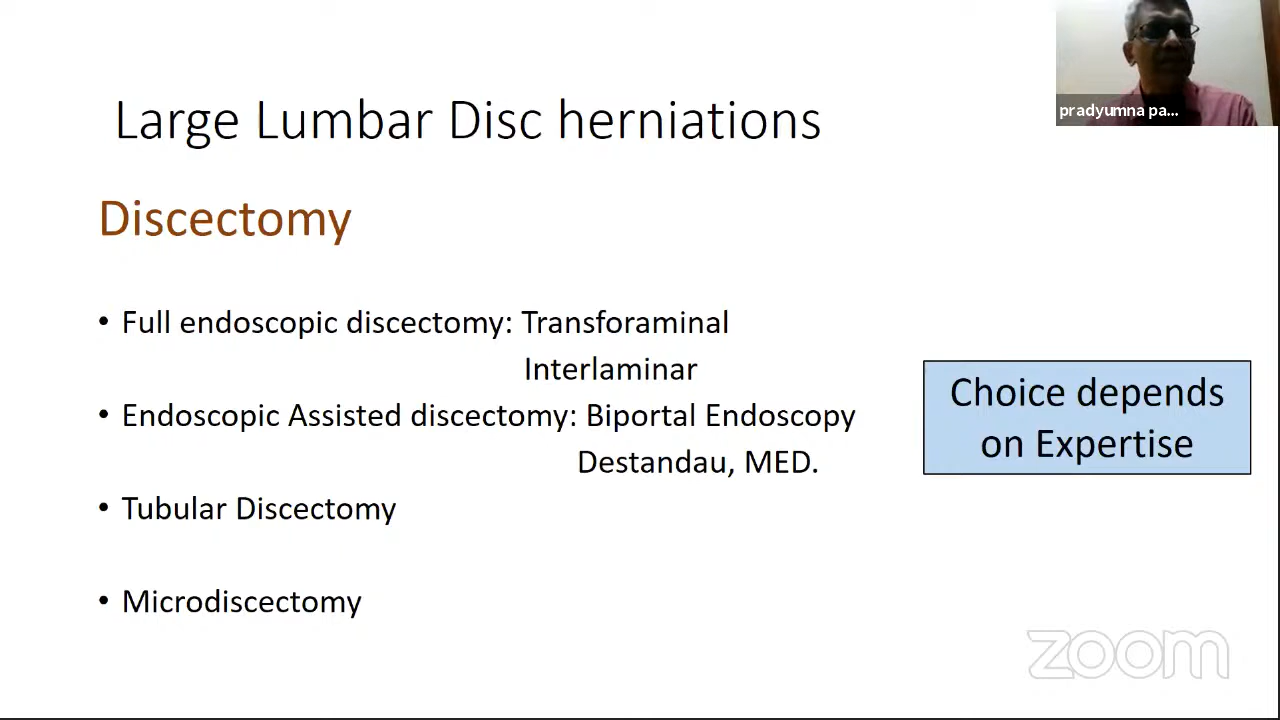 pradyumna pa...
Large Lumbar Disc herniations
Discectomy
• Full endoscopic discectomy: Transforaminal
Interlaminar
• Endoscopic Assisted discectomy: Biportal Endoscopy
Destandau, MED.
• Tubular Discectomy
• Microdiscectomy
Choice depends
on Expertise
zoom